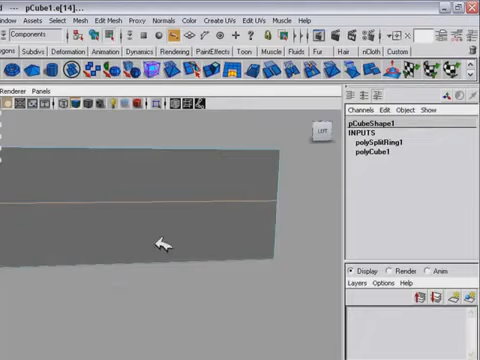 --- pCube1.e[14]...
Window Assets Select Mesh Edit Mesh Proxy Normals Color Create UVs Edit UVs Muscle Help
Components
Subdivs Deformation Animation Dynamics Rendering PaintEffects Toon Muscle Fluids Fur Hair nCloth Custom
Renderer Panels
Channels Edit Object Show
pCubeShape1
INPUTS
polySplitRing1
polyCube1
LEFT
Display Render Anim
Layers Options Help